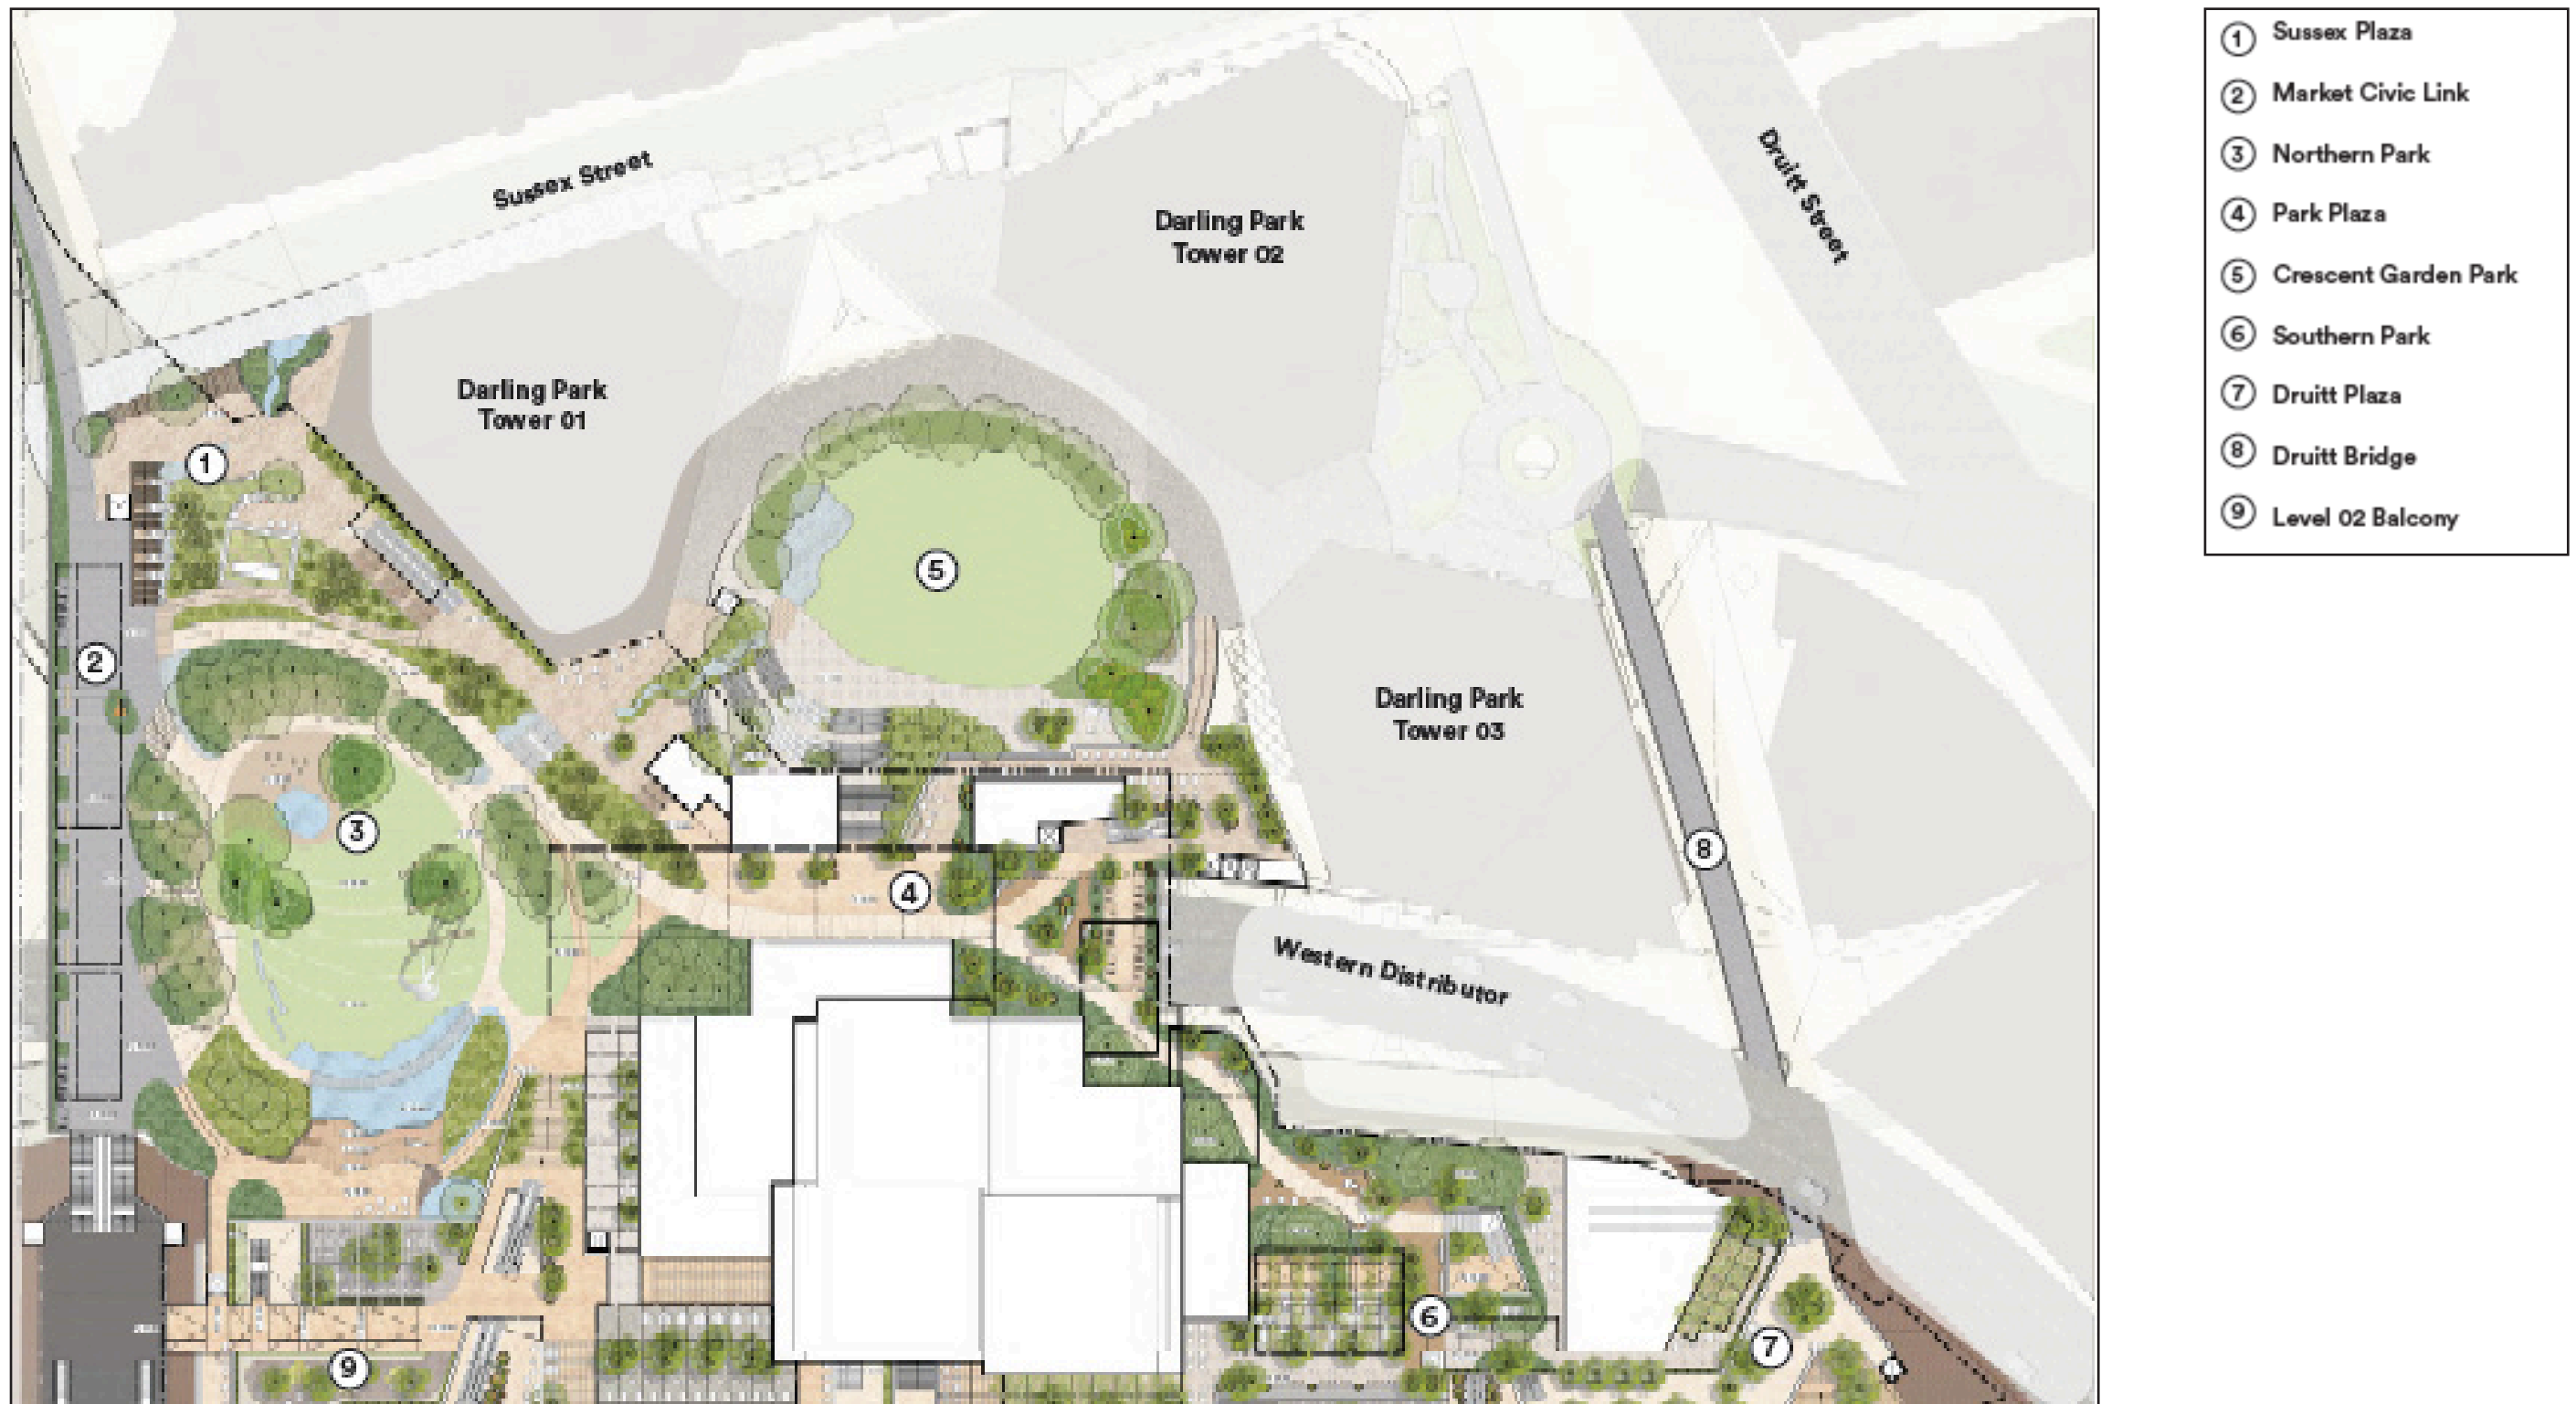 Sussex Street
Druitt Street
Darling Park
Tower 02
Darling Park
Tower 01
1
5
2
Darling Park
Tower 03
3
8
4
Western Distributor
6
7
9
1 Sussex Plaza
2 Market Civic Link
3 Northern Park
4 Park Plaza
5 Crescent Garden Park
6 Southern Park
7 Druitt Plaza
8 Druitt Bridge
9 Level 02 Balcony